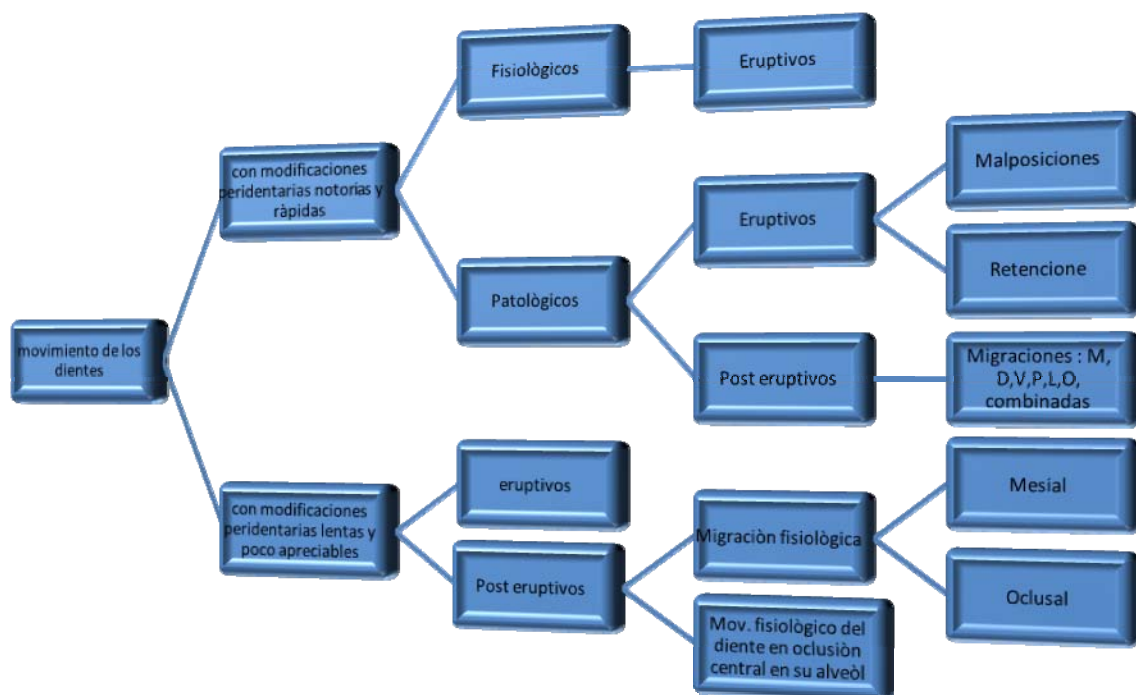 movimiento de los
dientes
con modificaciones
peridentarias notorias y
ràpidas
Fisiològicos
Eruptivos
Patològicos
Eruptivos
Malposiciones
Retencione
Post eruptivos
Migraciones : M,
D,V,P,L,O,
combinadas
con modificaciones
peridentarias lentas y
poco apreciables
eruptivos
Post eruptivos
Migraciòn fisiològica
Mesial
Oclusal
Mov. fisiològico del
diente en oclusiòn
central en su alveòl